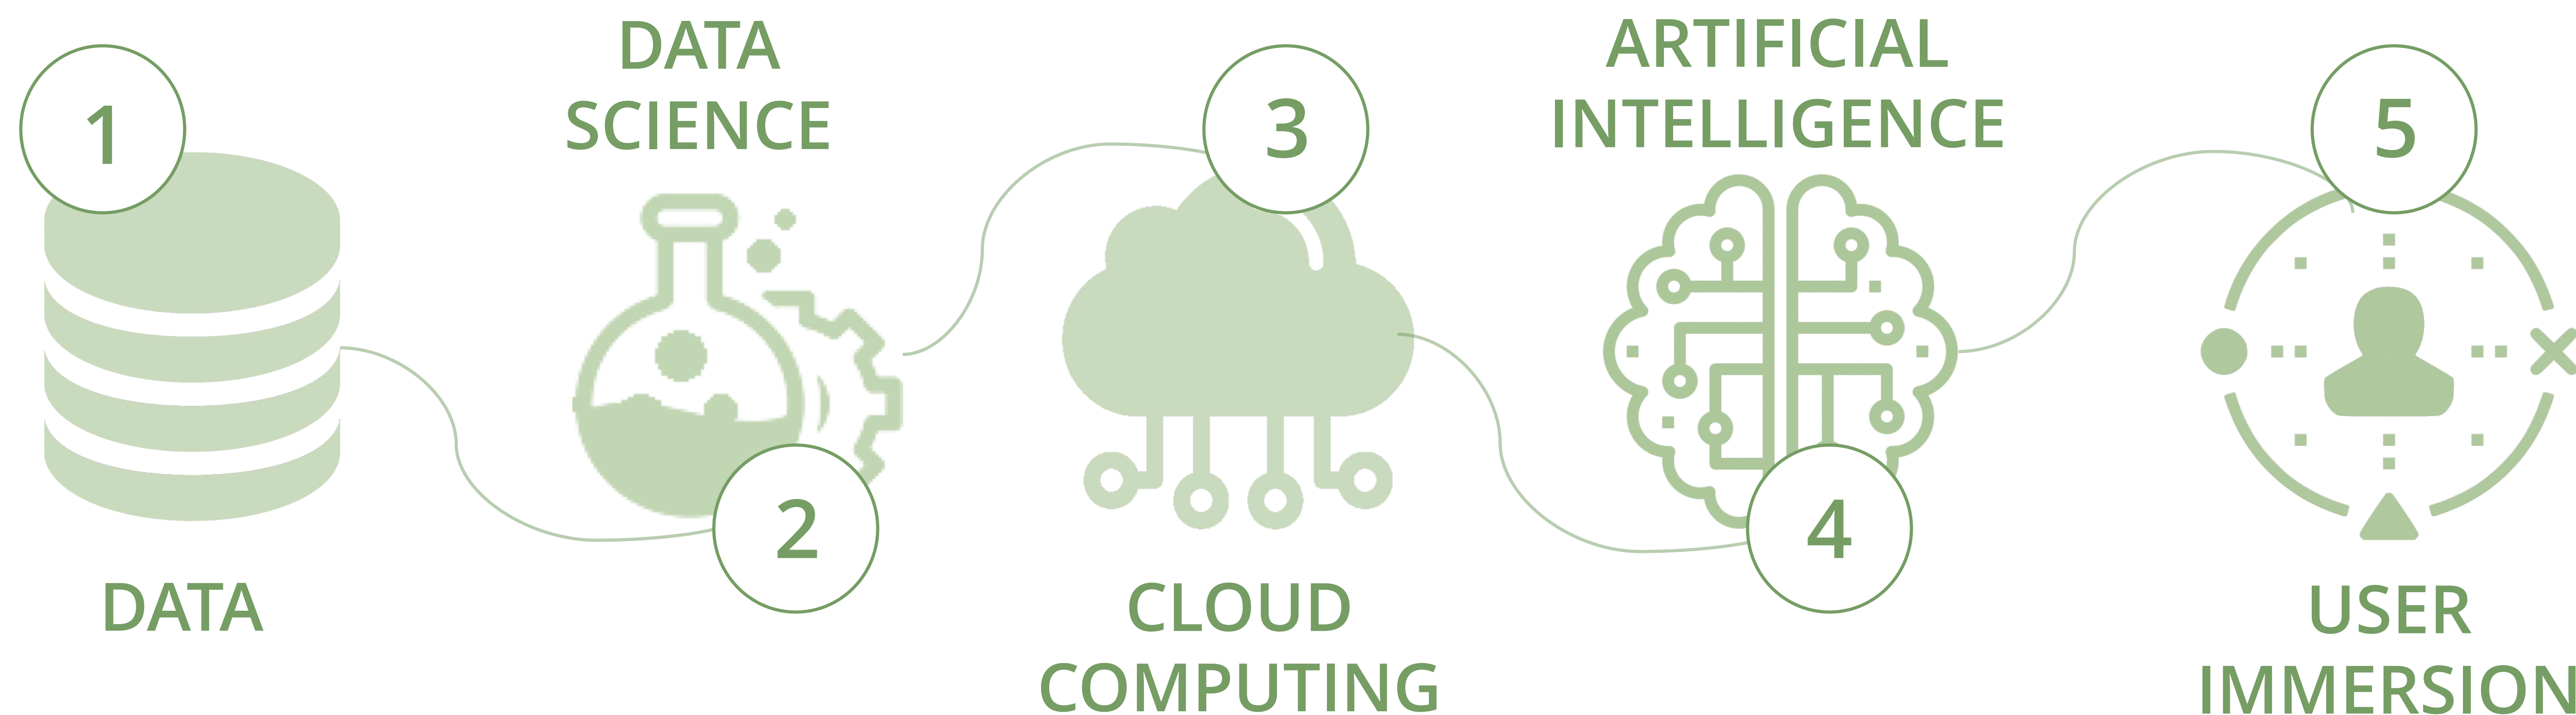 1
DATA
DATA
SCIENCE
2
3
CLOUD
COMPUTING
ARTIFICIAL
INTELLIGENCE
4
5
USER
IMMERSION